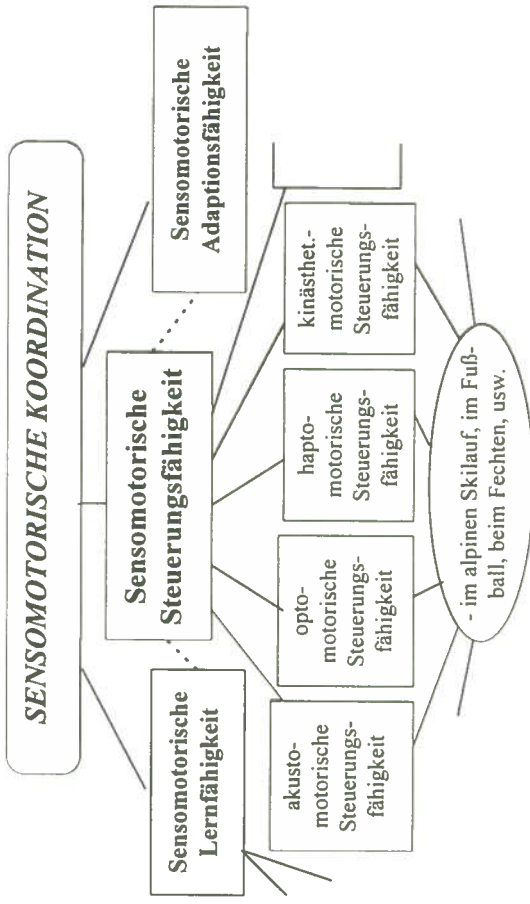 SENSOMOTORISCHE KOORDINATION
Sensomotorische
Lernfähigkeit
Sensomotorische
Steuerungsfähigkeit
Sensomotorische
Adaptionsfähigkeit
akusto-
motorische
Steuerungs-
fähigkeit
opto-
motorische
Steuerungs-
fähigkeit
hapto-
motorische
Steuerungs-
fähigkeit
kinästhet.-
motorische
Steuerungs-
fähigkeit
- im alpinen Skilauf, im Fuß-
ball, beim Fechten, usw.